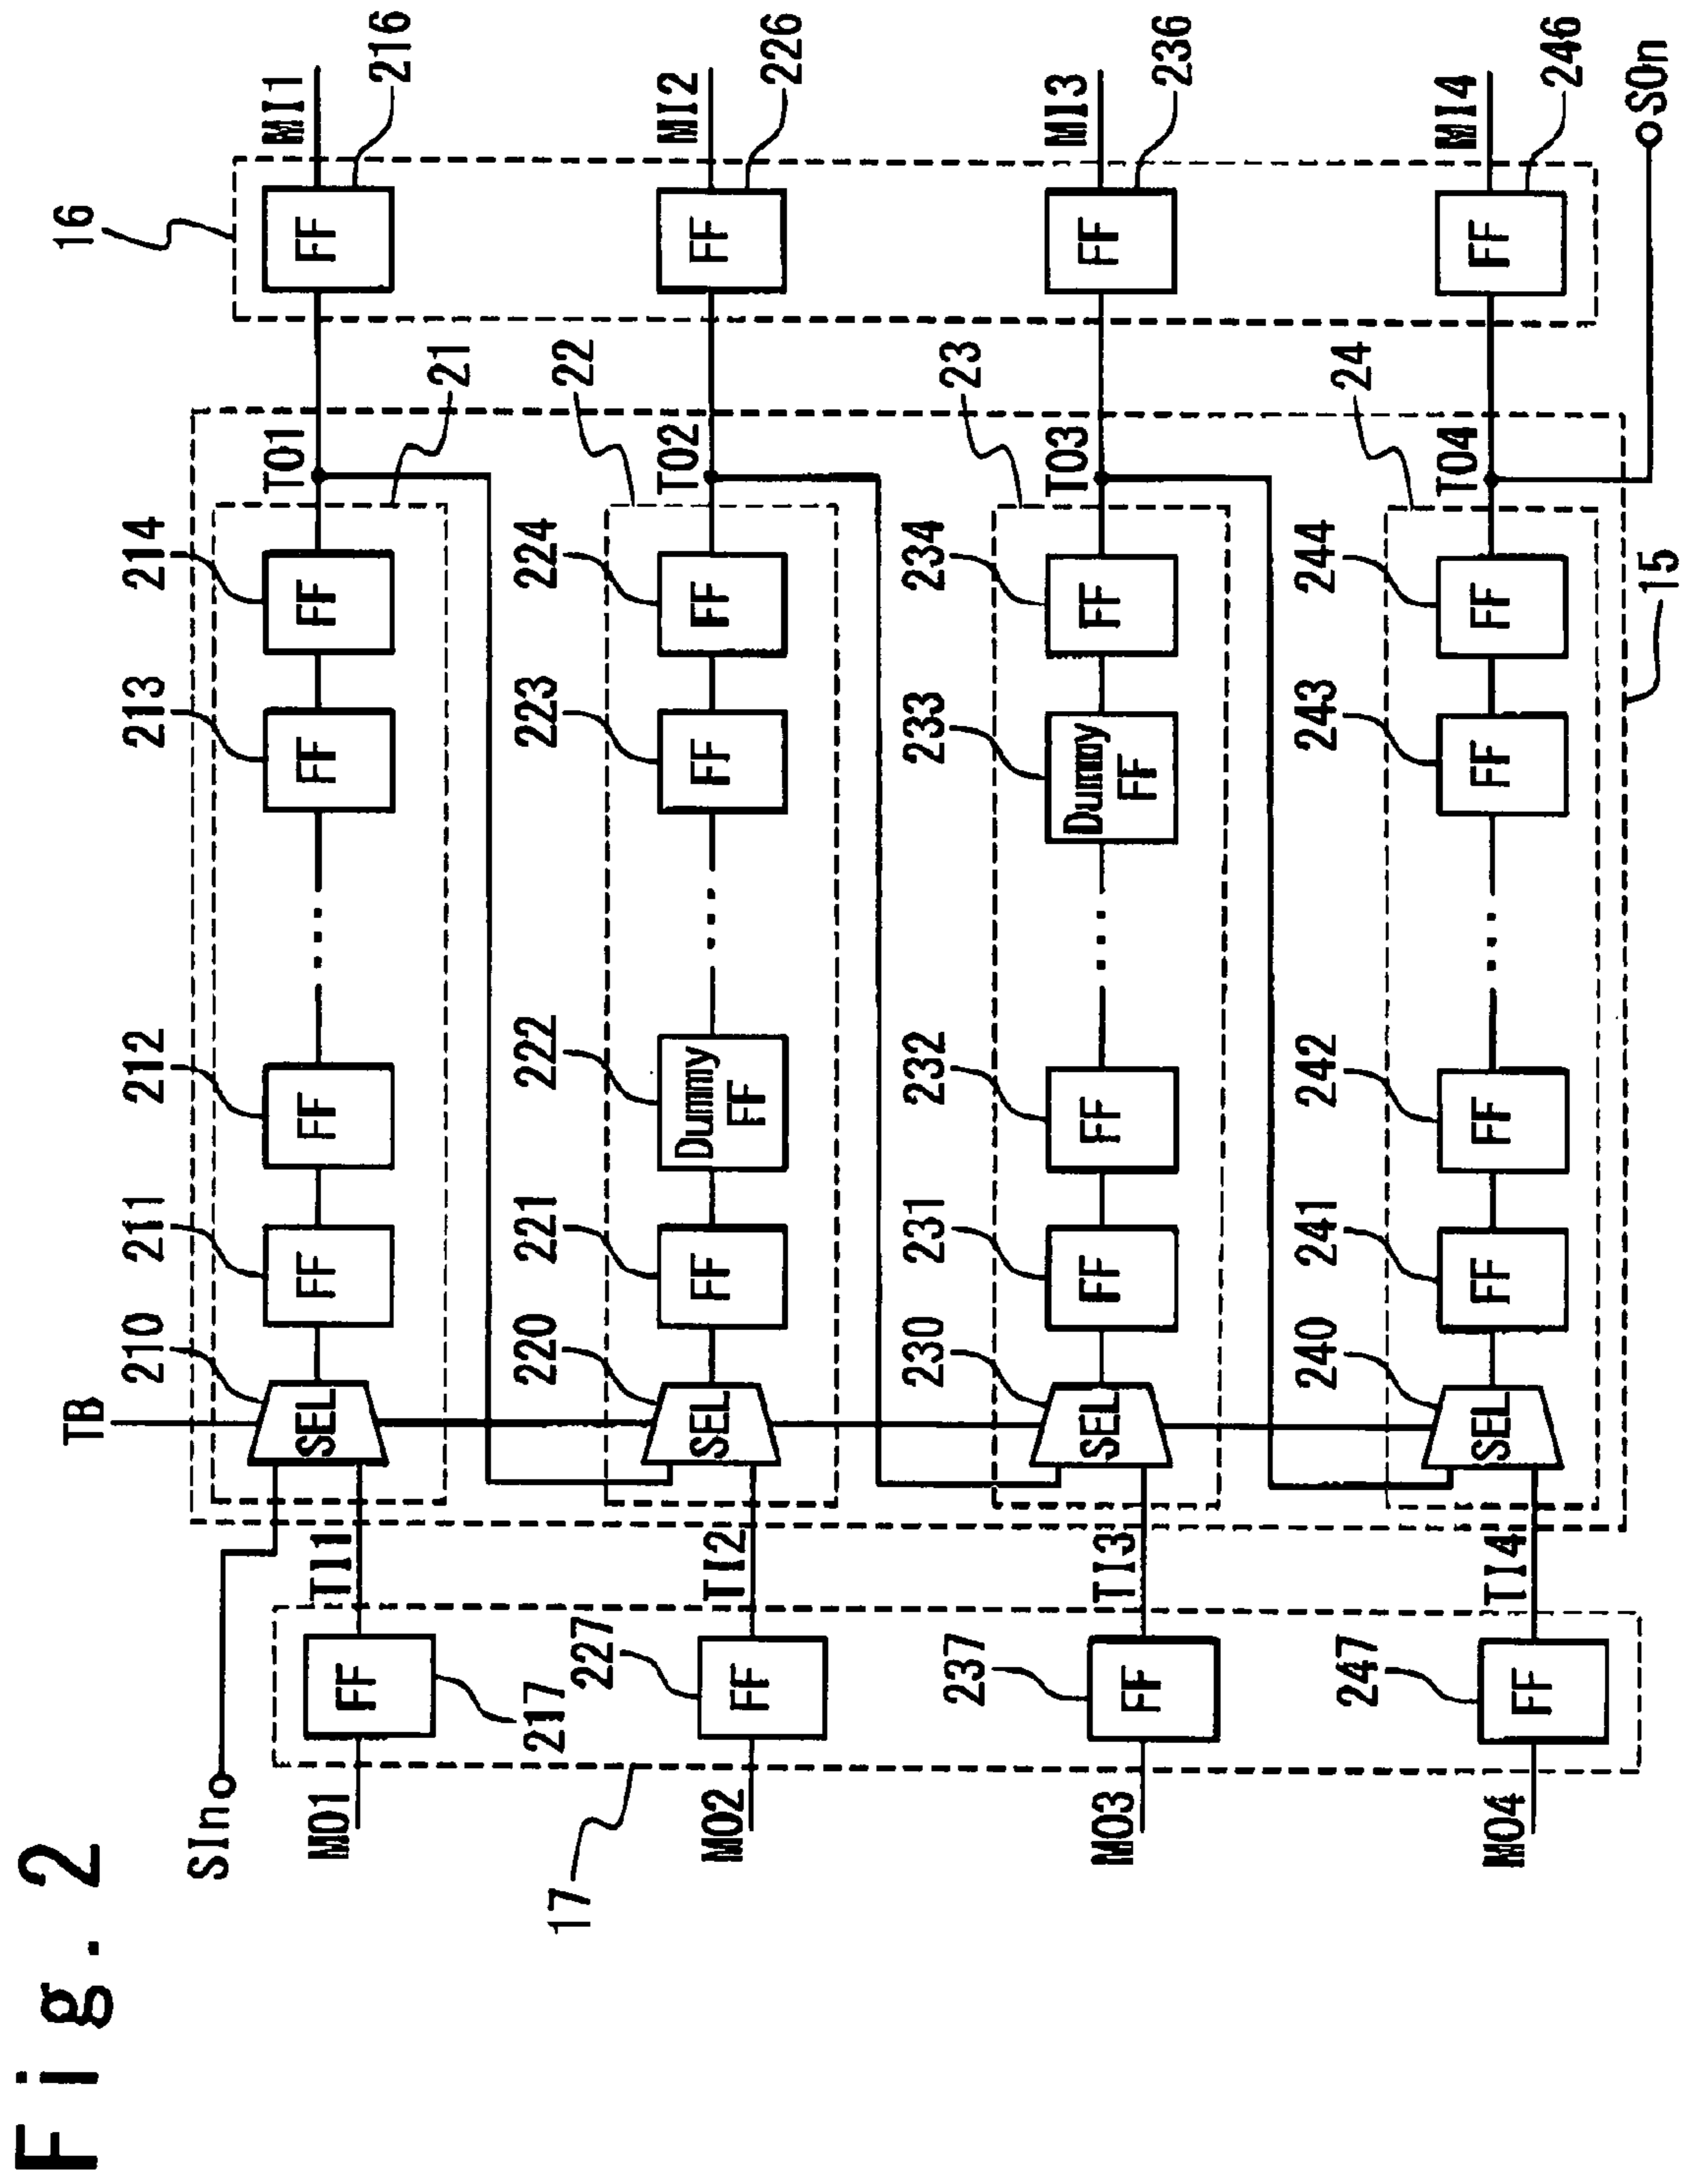 Fig. 2
TB
SIn
16
210 211 212 213 214
SEL FF FF FF FF FF
MO1 FF TI1 TO1 MI1
217 21 216
220 221 222 223 224 22
SEL FF Dummy FF FF FF FF
MO2 FF TI2 TO2 MI2
227 226
17
230 231 232 233 234 23
SEL FF FF Dummy FF FF FF
MO3 FF TI3 TO3 MI3
237 236
240 241 242 243 244 24
SEL FF FF FF FF FF
MO4 FF TI4 TO4 MI4
247 246
15
SOn